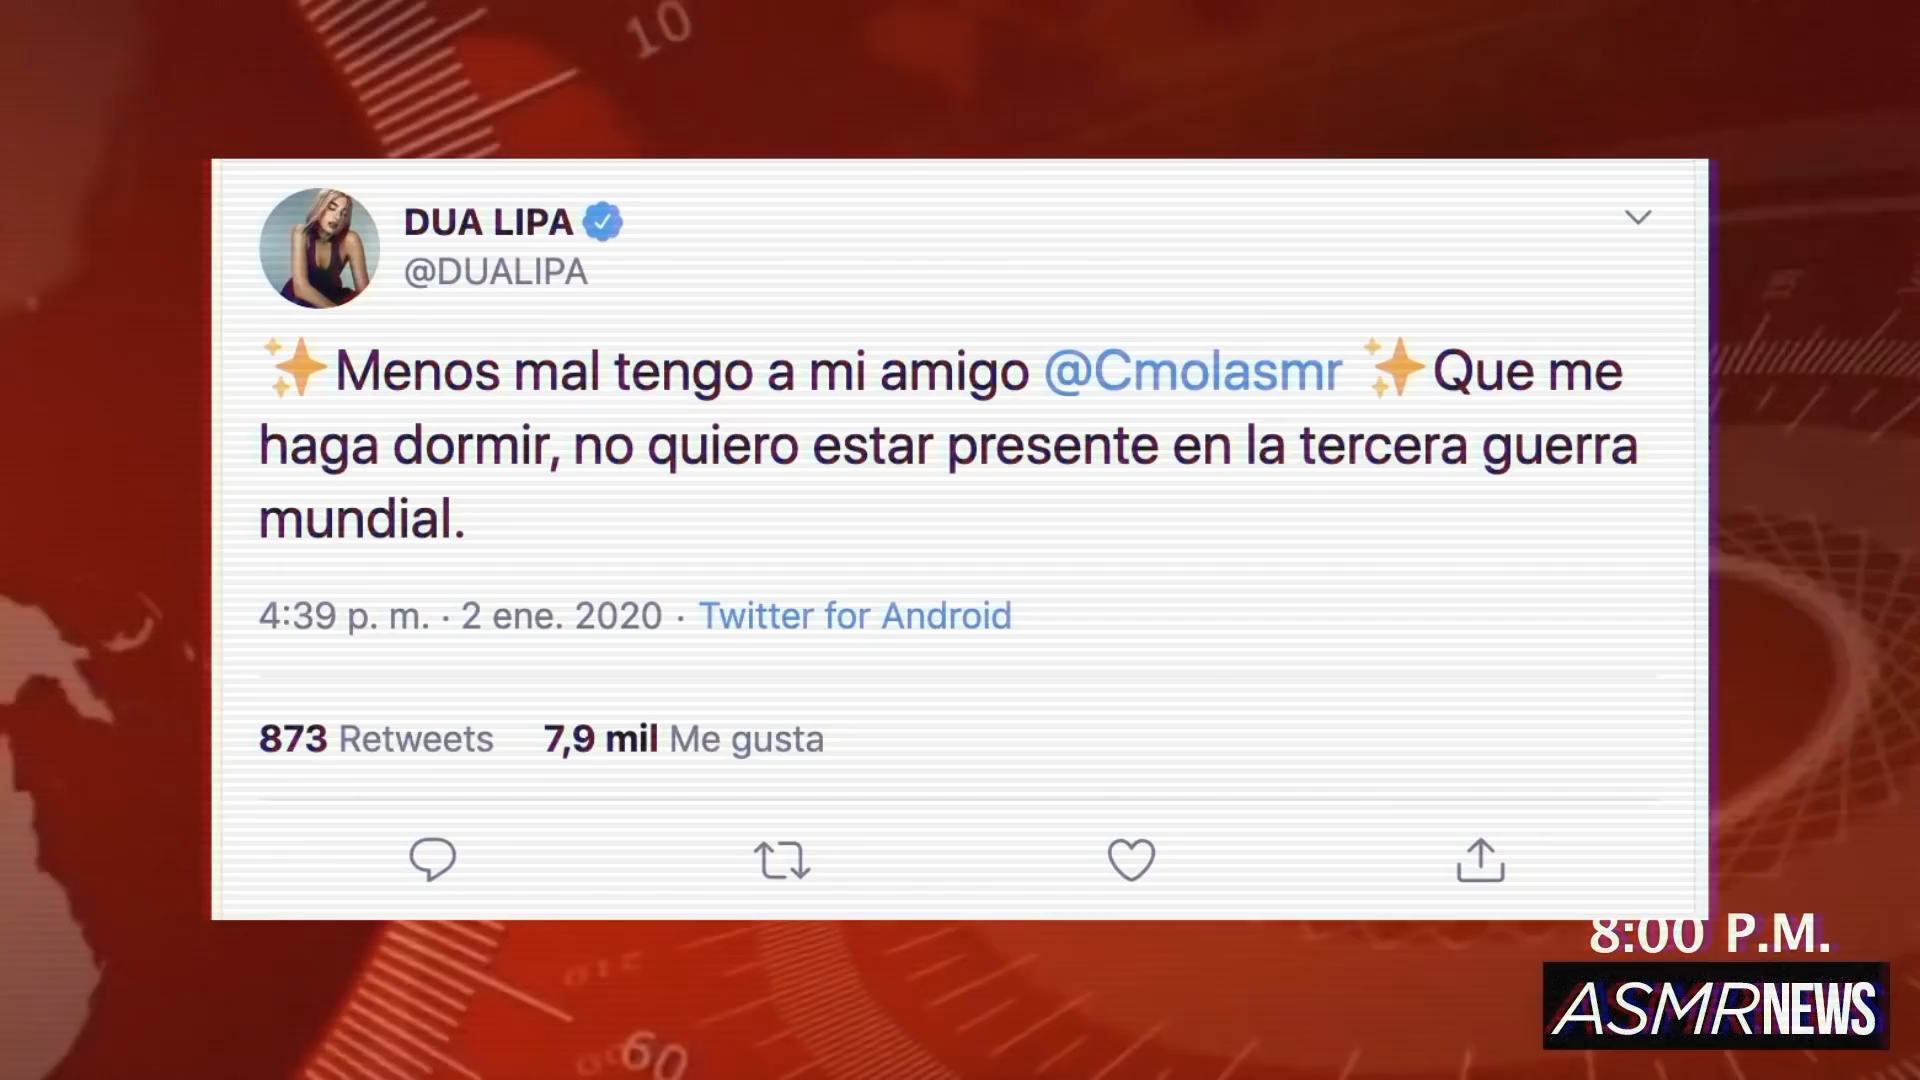 10
DUA LIPA
@DUALIPA
✨Menos mal tengo a mi amigo @Cmolasmr ✨Que me
haga dormir, no quiero estar presente en la tercera guerra
mundial.
4:39 p. m. · 2 ene. 2020 · Twitter for Android
873 Retweets 7,9 mil Me gusta
8:00 P.M.
ASMRNEWS
60